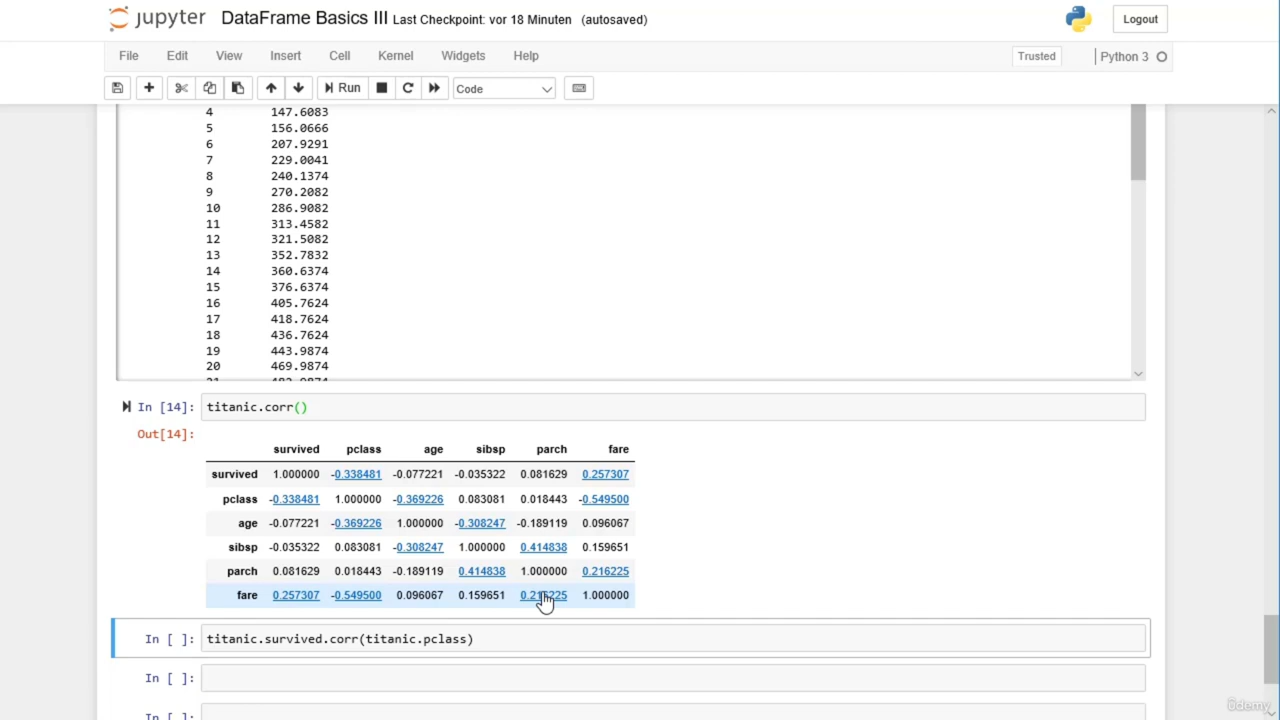 jupyter DataFrame Basics III Last Checkpoint: vor 18 Minuten (autosaved)
Logout
File Edit View Insert Cell Kernel Widgets Help
Trusted
Python 3
Run
Code
4 147.6083
5 156.0666
6 207.9291
7 229.0041
8 240.1374
9 270.2082
10 286.9082
11 313.4582
12 321.5082
13 352.7832
14 360.6374
15 376.6374
16 405.7624
17 418.7624
18 436.7624
19 443.9874
20 469.9874
21 482.9874
In [14]: titanic.corr()
Out[14]:
survived pclass age sibsp parch fare
survived 1.000000 -0.338481 -0.077221 -0.035322 0.081629 0.257307
pclass -0.338481 1.000000 -0.369226 0.083081 0.018443 -0.549500
age -0.077221 -0.369226 1.000000 -0.308247 -0.189119 0.096067
sibsp -0.035322 0.083081 -0.308247 1.000000 0.414838 0.159651
parch 0.081629 0.018443 -0.189119 0.414838 1.000000 0.216225
fare 0.257307 -0.549500 0.096067 0.159651 0.216225 1.000000
In [ ]: titanic.survived.corr(titanic.pclass)
In [ ]:
In [ ]:
ûdemy